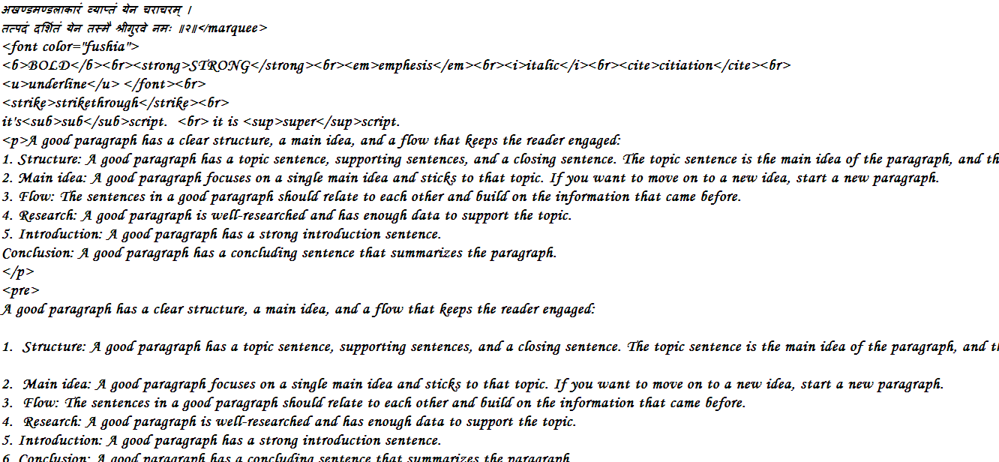 अखण्डमण्डलाकारं व्याप्तं येन चराचरम् ।
तत्पदं दर्शितं येन तस्मै श्रीगुरवे नमः ॥२॥</marquee>
<font color="fushia">
<b>BOLD</b><br><strong>STRONG</strong><br><em>emphesis</em><br><i>italic</i><br><cite>citiation</cite><br>
<u>underline</u> </font><br>
<strike>strikethrough</strike><br>
it's<sub>sub</sub>script.  <br> it is <sup>super</sup>script.
<p>A good paragraph has a clear structure, a main idea, and a flow that keeps the reader engaged:
1. Structure: A good paragraph has a topic sentence, supporting sentences, and a closing sentence. The topic sentence is the main idea of the paragraph, and th
2. Main idea: A good paragraph focuses on a single main idea and sticks to that topic. If you want to move on to a new idea, start a new paragraph.
3. Flow: The sentences in a good paragraph should relate to each other and build on the information that came before.
4. Research: A good paragraph is well-researched and has enough data to support the topic.
5. Introduction: A good paragraph has a strong introduction sentence.
Conclusion: A good paragraph has a concluding sentence that summarizes the paragraph.
</p>
<pre>
A good paragraph has a clear structure, a main idea, and a flow that keeps the reader engaged:
1.  Structure: A good paragraph has a topic sentence, supporting sentences, and a closing sentence. The topic sentence is the main idea of the paragraph, and th
2.  Main idea: A good paragraph focuses on a single main idea and sticks to that topic. If you want to move on to a new idea, start a new paragraph.
3.  Flow: The sentences in a good paragraph should relate to each other and build on the information that came before.
4.  Research: A good paragraph is well-researched and has enough data to support the topic.
5. Introduction: A good paragraph has a strong introduction sentence.
6. Conclusion: A good paragraph has a concluding sentence that summarizes the paragraph